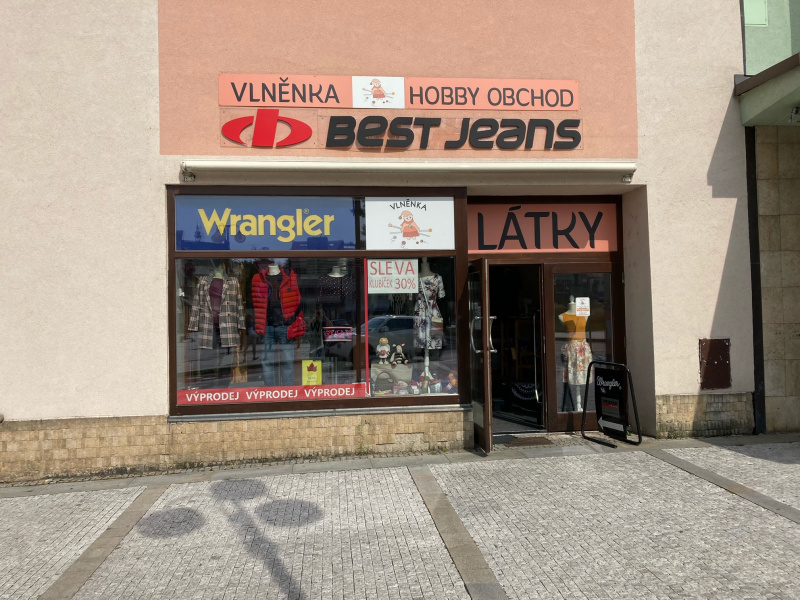 VLNĚNKA HOBBY OBCHOD
BEST JEANS
Wrangler
VLNĚNKA
LÁTKY
SLEVA
KLUBÍČEK 30%
VÝPRODEJ VÝPRODEJ VÝPRODEJ
Wrangler